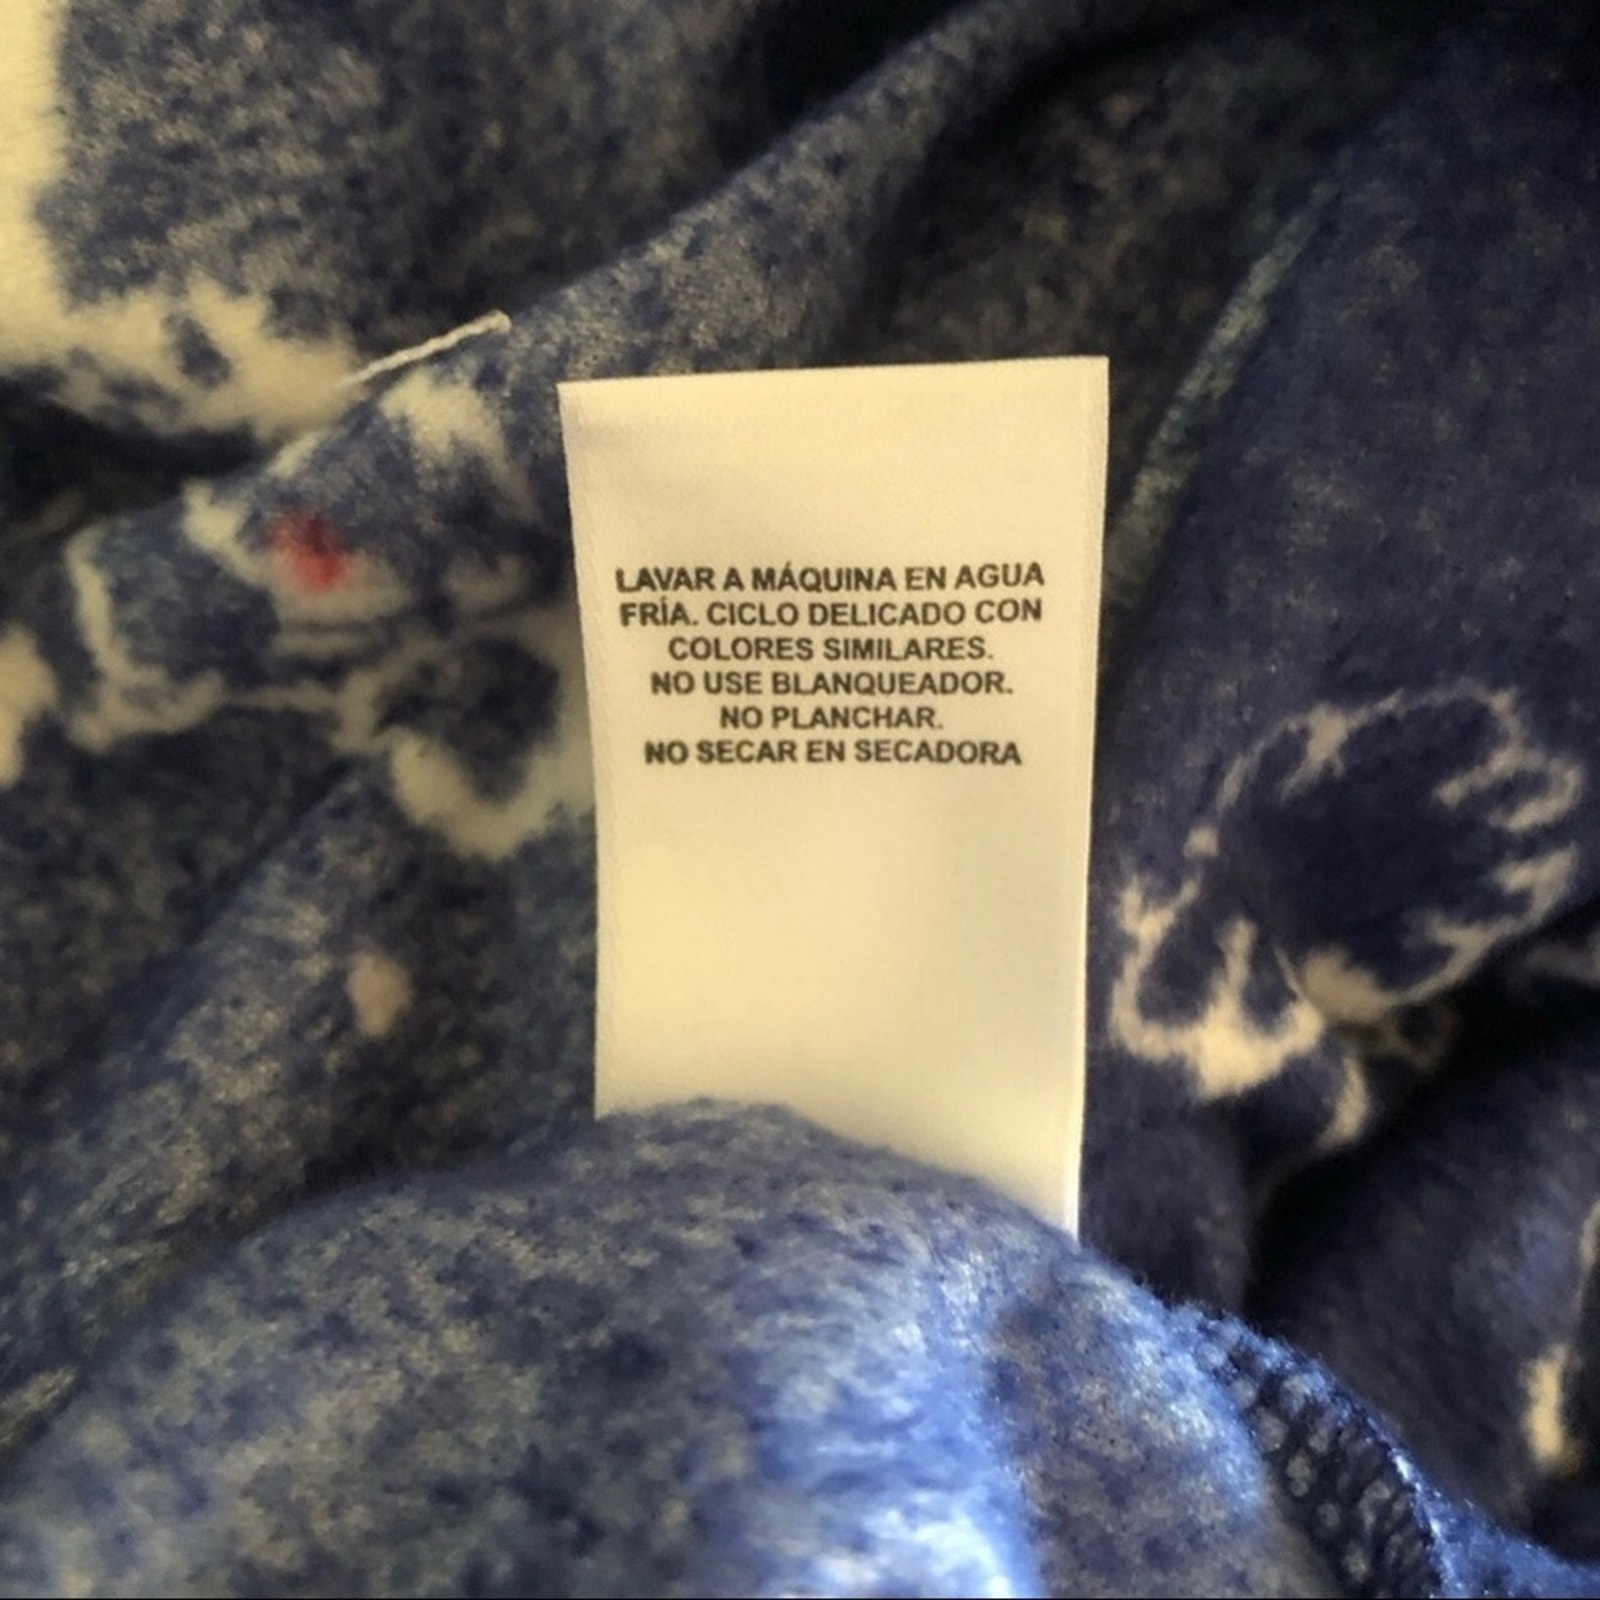 LAVAR A MÁQUINA EN AGUA
FRÍA. CICLO DELICADO CON
COLORES SIMILARES.
NO USE BLANQUEADOR.
NO PLANCHAR.
NO SECAR EN SECADORA